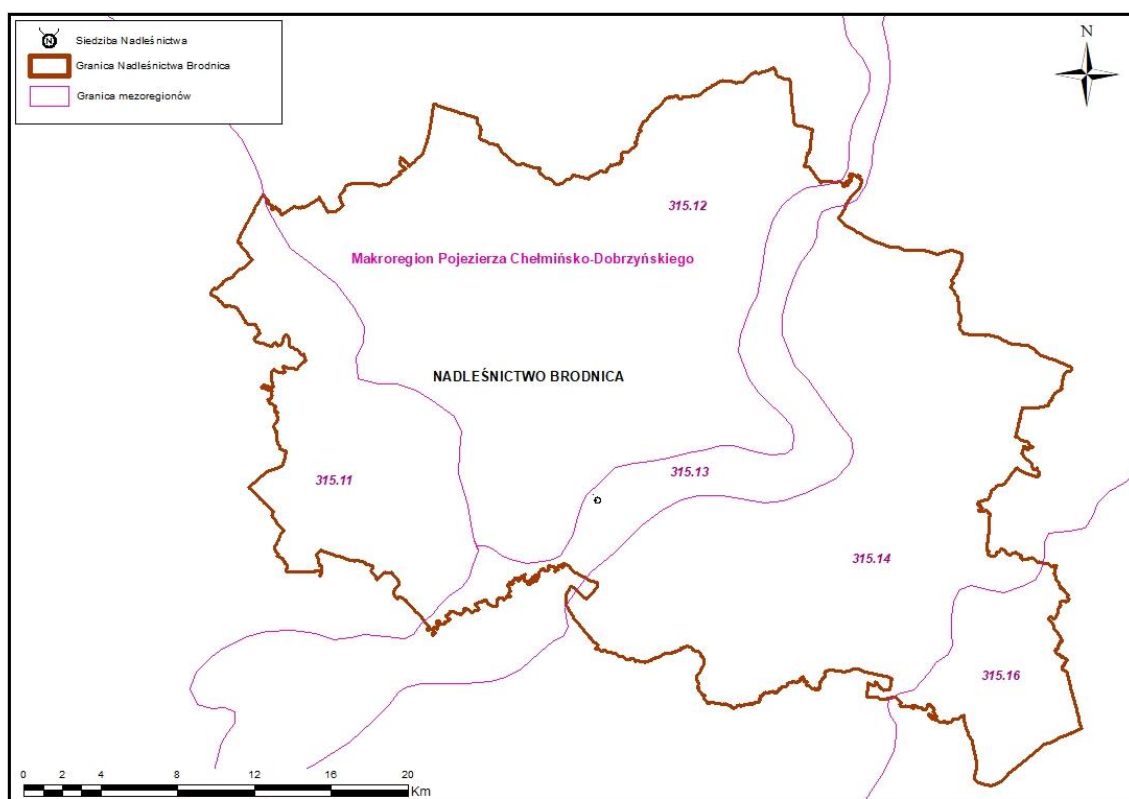 Siedziba Nadleśnictwa
Granica Nadleśnictwa Brodnica
Granica mezoregionów
N
N
315.12
Makroregion Pojezierza Chełmińsko-Dobrzyńskiego
NADLEŚNICTWO BRODNICA
315.11
315.13
315.14
315.16
0 2 4 8 12 16 20
Km